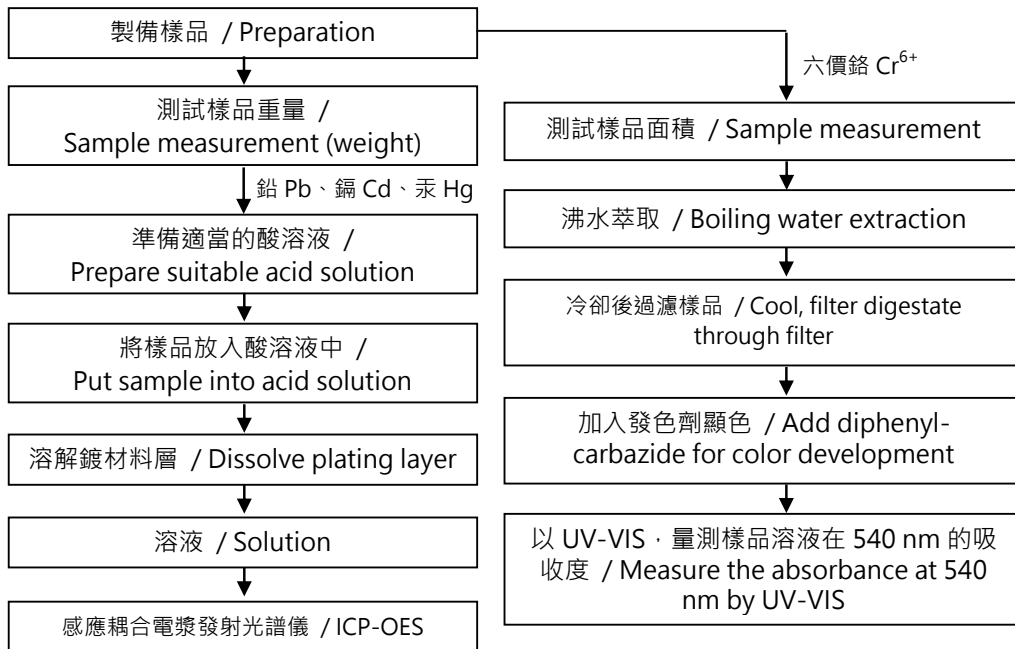 製備樣品 / Preparation
測試樣品重量 /
Sample measurement (weight)
鉛 Pb、鎘 Cd、汞 Hg
準備適當的酸溶液 /
Prepare suitable acid solution
將樣品放入酸溶液中 /
Put sample into acid solution
溶解鍍材料層 / Dissolve plating layer
溶液 / Solution
感應耦合電漿發射光譜儀 / ICP-OES
六價鉻 Cr⁶⁺
測試樣品面積 / Sample measurement
沸水萃取 / Boiling water extraction
冷卻後過濾樣品 / Cool, filter digestate
through filter
加入發色劑顯色 / Add diphenyl-
carbazide for color development
以 UV-VIS，量測樣品溶液在 540 nm 的吸
收度 / Measure the absorbance at 540
nm by UV-VIS